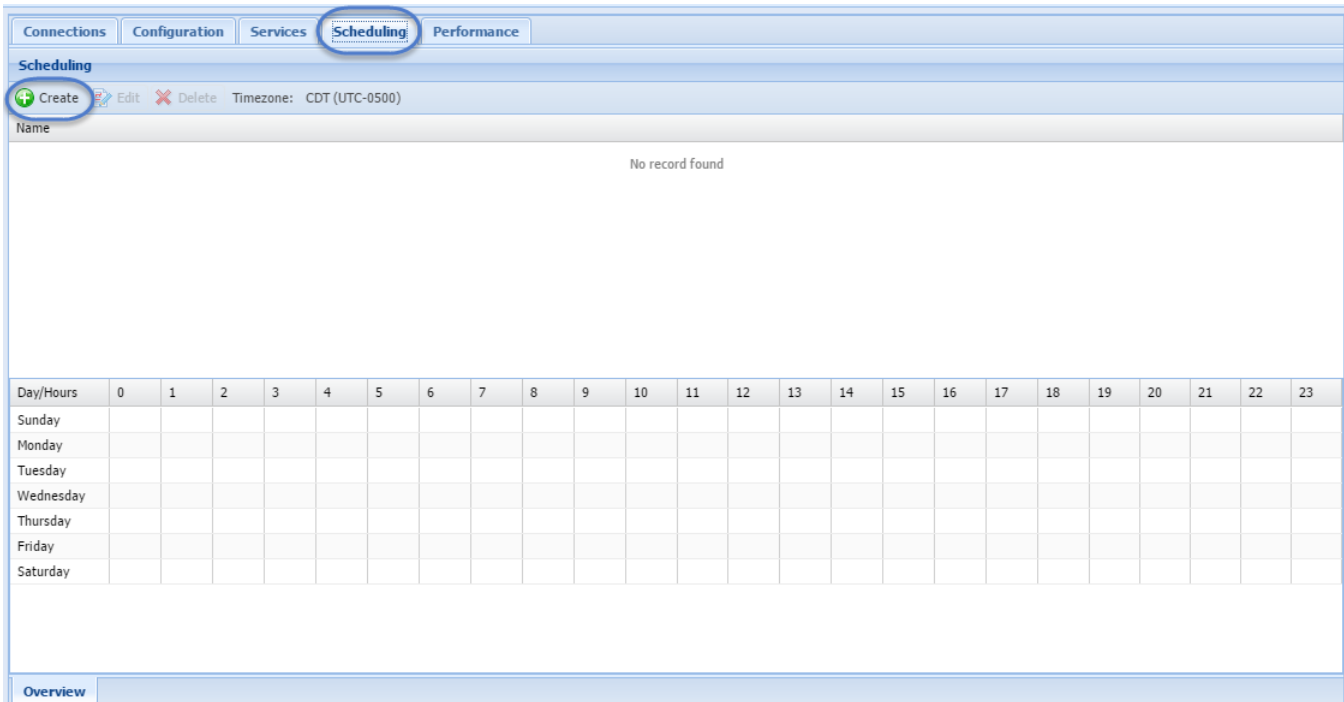 Connections Configuration Services Scheduling Performance
Scheduling
Create Edit Delete Timezone: CDT (UTC-0500)
Name
No record found
Day/Hours 0 1 2 3 4 5 6 7 8 9 10 11 12 13 14 15 16 17 18 19 20 21 22 23
Sunday
Monday
Tuesday
Wednesday
Thursday
Friday
Saturday
Overview